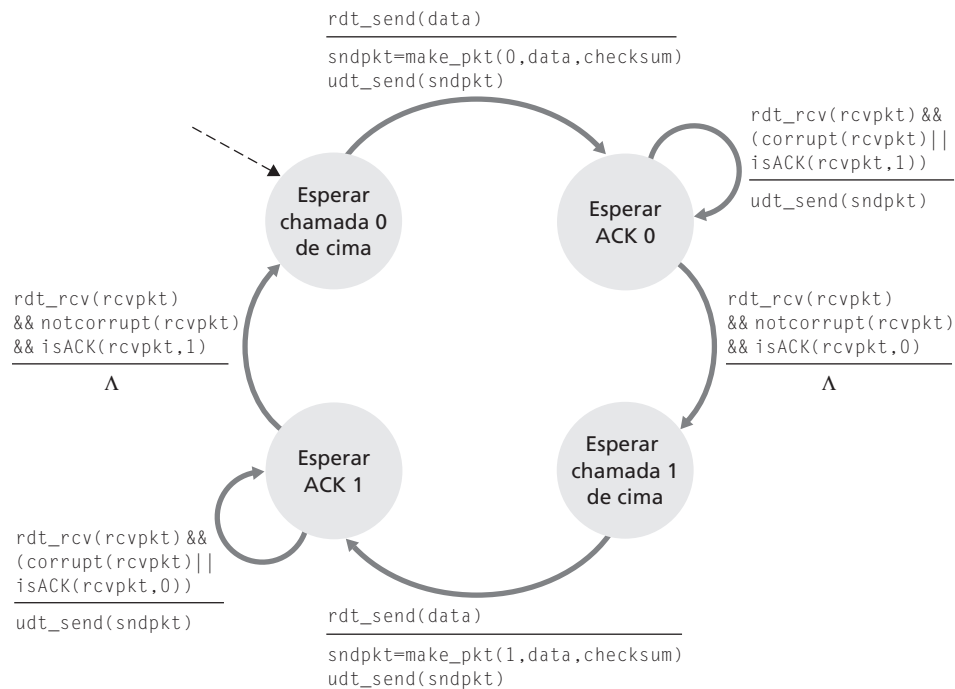 rdt_send(data)
sndpkt=make_pkt(0,data,checksum)
udt_send(sndpkt)
rdt_rcv(rcvpkt) &&
(corrupt(rcvpkt)||
isACK(rcvpkt,1))
udt_send(sndpkt)
Esperar
chamada 0
de cima
Esperar
ACK 0
rdt_rcv(rcvpkt)
&& notcorrupt(rcvpkt)
&& isACK(rcvpkt,1)
Λ
rdt_rcv(rcvpkt)
&& notcorrupt(rcvpkt)
&& isACK(rcvpkt,0)
Λ
Esperar
ACK 1
Esperar
chamada 1
de cima
rdt_rcv(rcvpkt) &&
(corrupt(rcvpkt)||
isACK(rcvpkt,0))
udt_send(sndpkt)
rdt_send(data)
sndpkt=make_pkt(1,data,checksum)
udt_send(sndpkt)